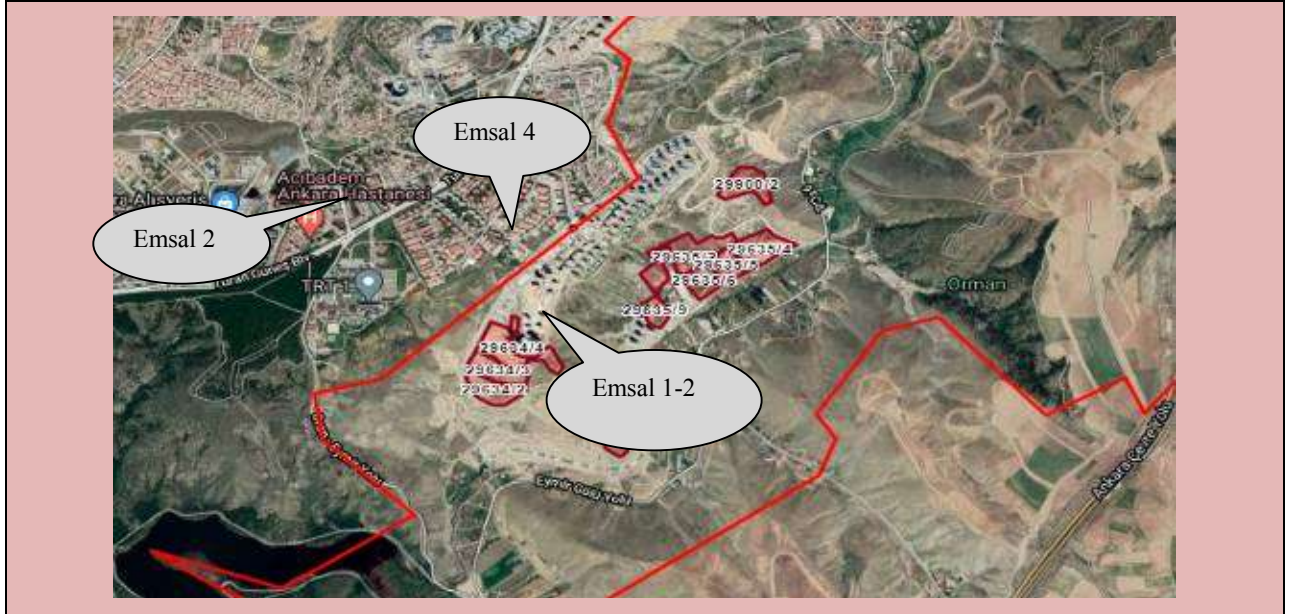 Emsal 4
29800/2
Acıbadem
Ankara Hastanesi
Emsal 2
Turan Güneş Blv.
TRT-1
29635/4
29635/5
29635/6
29635/9
Orman
29634/4
29634/3
29634/2
Emsal 1-2
Eymir Gölü Yolu
Ankara Çevre Yolu